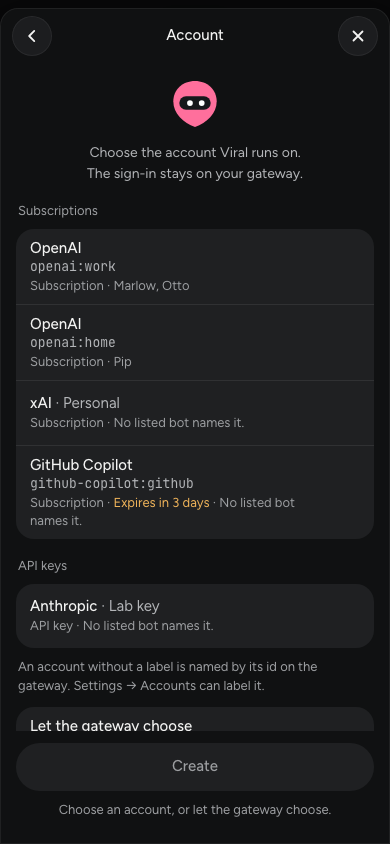 Account
Choose the account Viral runs on.
The sign-in stays on your gateway.
Subscriptions
OpenAI
openai:work
Subscription · Marlow, Otto
OpenAI
openai:home
Subscription · Pip
xAI · Personal
Subscription · No listed bot names it.
GitHub Copilot
github-copilot:github
Subscription · Expires in 3 days · No listed bot
names it.
API keys
Anthropic · Lab key
API key · No listed bot names it.
An account without a label is named by its id on the
gateway. Settings → Accounts can label it.
Let the gateway choose
Create
Choose an account, or let the gateway choose.